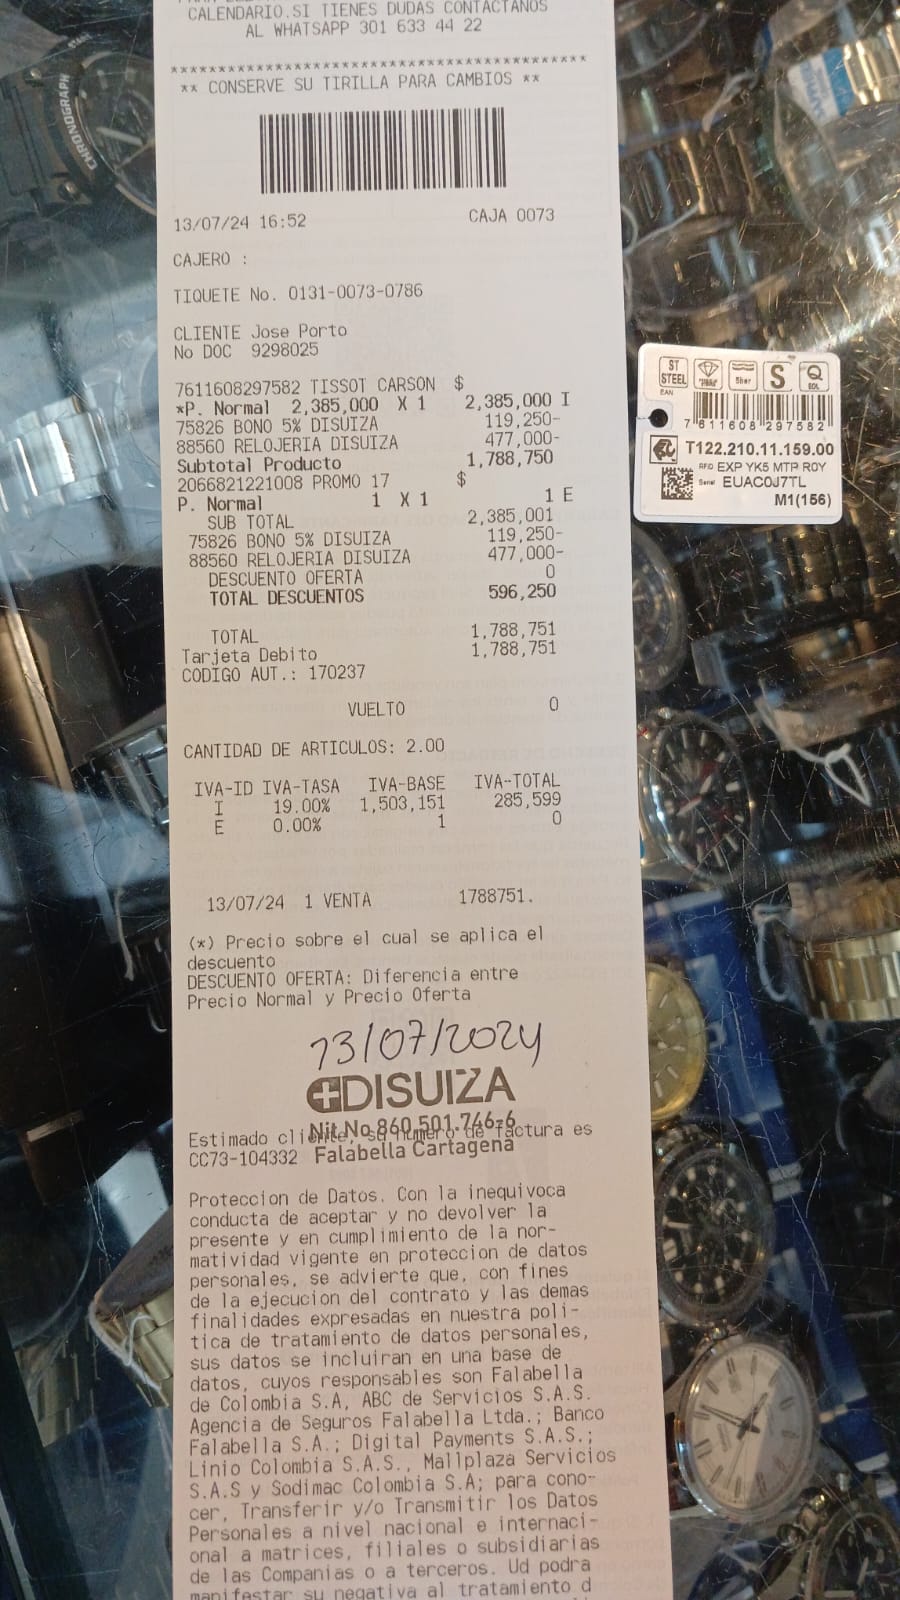 CALENDARIO.SI TIENES DUDAS CONTACTANOS
AL WHATSAPP 301 633 44 22
********************************************
** CONSERVE SU TIRILLA PARA CAMBIOS **
13/07/24 16:52 CAJA 0073
CAJERO :
TIQUETE No. 0131-0073-0786
CLIENTE Jose Porto
No DOC 9298025
7611608297582 TISSOT CARSON $
*P. Normal 2,385,000 X 1 2,385,000 I
75826 BONO 5% DISUIZA 119,250-
88560 RELOJERIA DISUIZA 477,000-
Subtotal Producto 1,788,750
2066821221008 PROMO 17 $
P. Normal 1 X 1 1 E
SUB TOTAL 2,385,001
75826 BONO 5% DISUIZA 119,250-
88560 RELOJERIA DISUIZA 477,000-
DESCUENTO OFERTA 0
TOTAL DESCUENTOS 596,250
TOTAL 1,788,751
Tarjeta Debito 1,788,751
CODIGO AUT.: 170237
VUELTO 0
CANTIDAD DE ARTICULOS: 2.00
IVA-ID IVA-TASA IVA-BASE IVA-TOTAL
I 19.00% 1,503,151 285,599
E 0.00% 1 0
13/07/24 1 VENTA 1788751.
(*) Precio sobre el cual se aplica el
descuento
DESCUENTO OFERTA: Diferencia entre
Precio Normal y Precio Oferta
13/07/2024
DISUIZA
Nit.No 860.501.746-6
Estimado cliente, su numero de factura es
CC73-104332 Falabella Cartagena
Proteccion de Datos. Con la inequivoca
conducta de aceptar y no devolver la
presente y en cumplimiento de la nor-
matividad vigente en proteccion de datos
personales, se advierte que, con fines
de la ejecucion del contrato y las demas
finalidades expresadas en nuestra poli-
tica de tratamiento de datos personales,
sus datos se incluiran en una base de
datos, cuyos responsables son Falabella
de Colombia S.A, ABC de Servicios S.A.S.
Agencia de Seguros Falabella Ltda.; Banco
Falabella S.A.; Digital Payments S.A.S.;
Linio Colombia S.A.S., Mallplaza Servicios
S.A.S y Sodimac Colombia S.A; para cono-
cer, Transferir y/o Transmitir los Datos
Personales a nivel nacional e internaci-
onal a matrices, filiales o subsidiarias
de las Companias o a terceros. Ud podra
manifestar su negativa al tratamiento d
ST
STEEL
5bar
S
Q
EOL
EAN
7 611608 297582
T122.210.11.159.00
RFID EXP YK5 MTP R0Y
Serial EUAC0J7TL
M1(156)
CHRONOGRAPH